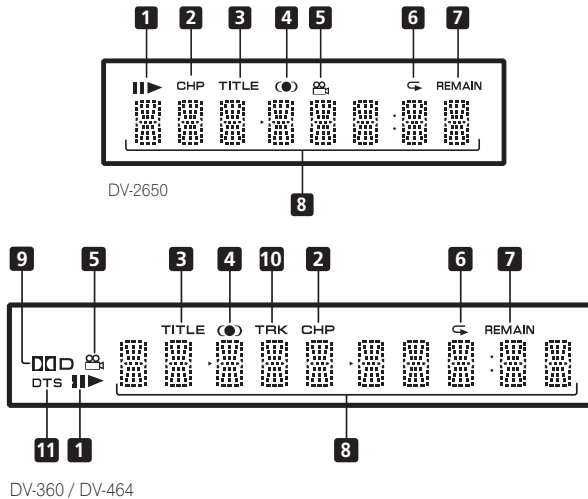 1 2 3 4 5 6 7
CHP TITLE REMAIN
8
DV-2650
9 5 3 4 10 2 6 7
TITLE TRK CHP REMAIN
D
DTS
11 1 8
DV-360 / DV-464